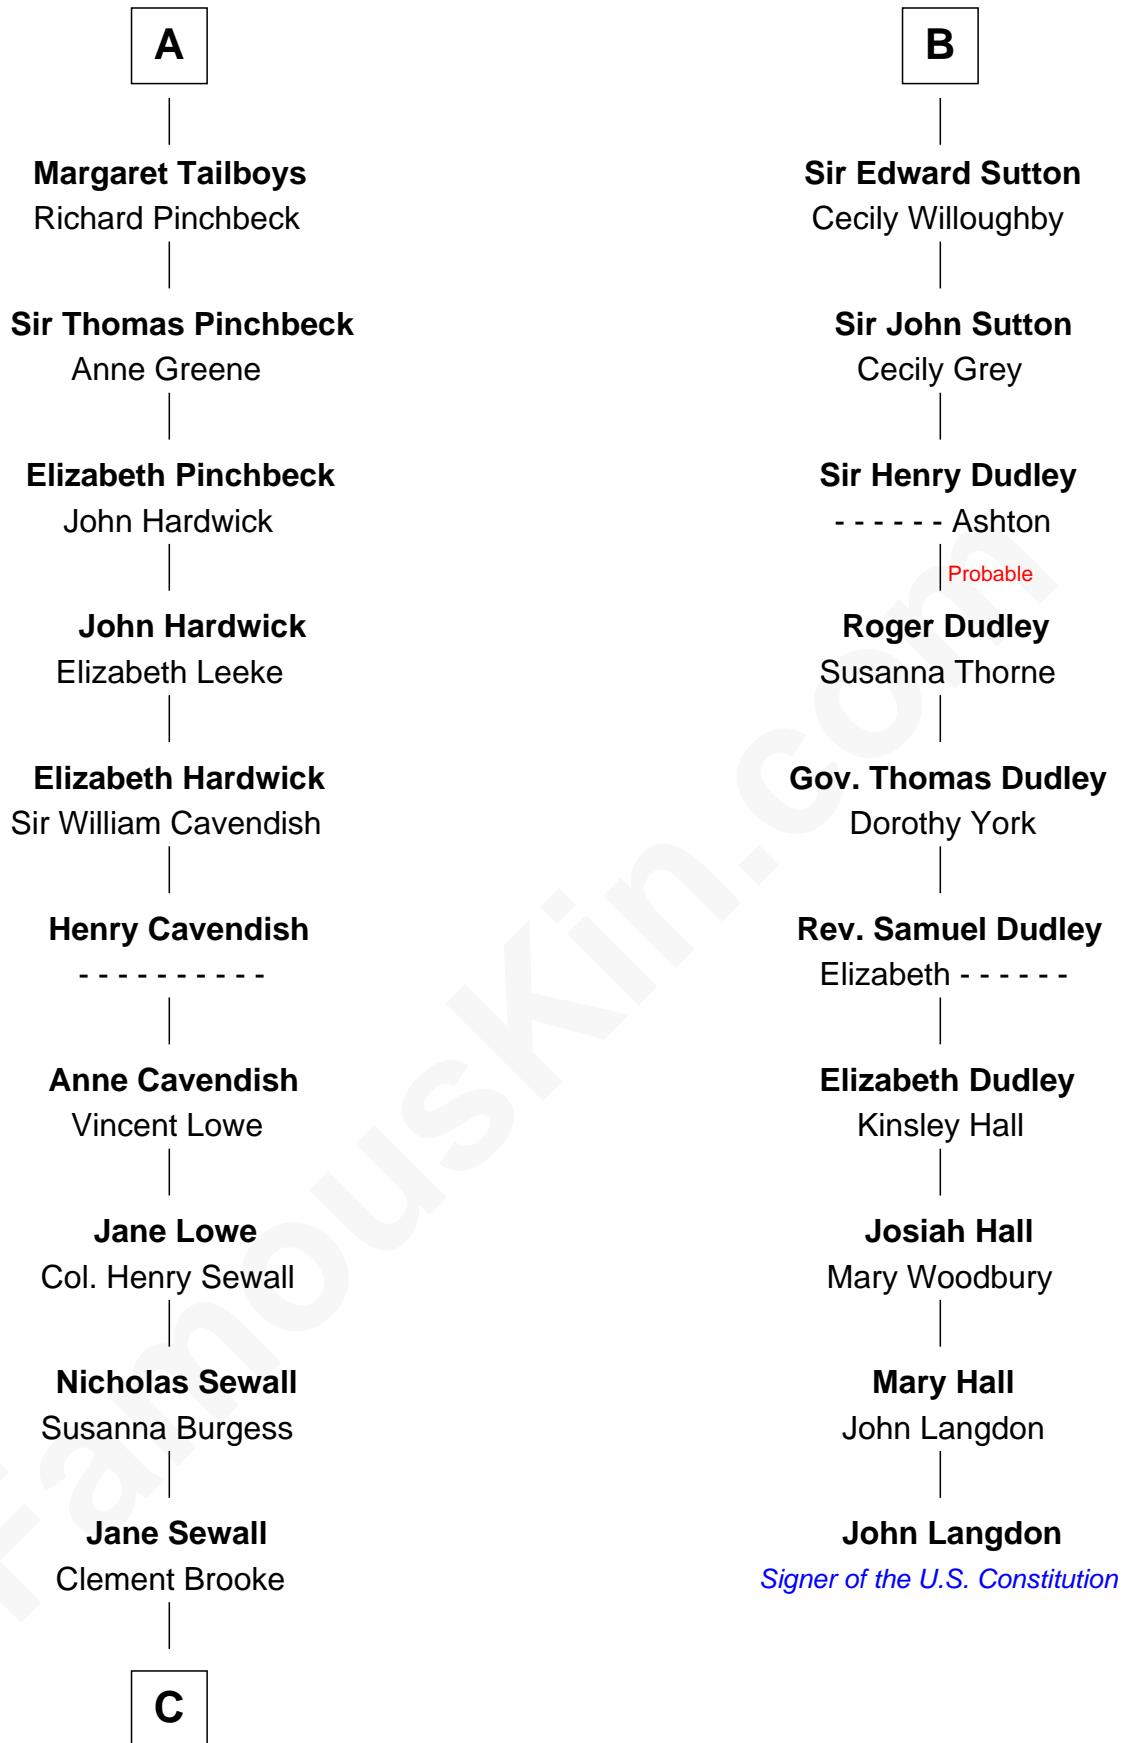 A
Margaret Tailboys
Richard Pinchbeck
Sir Thomas Pinchbeck
Anne Greene
Elizabeth Pinchbeck
John Hardwick
John Hardwick
Elizabeth Leeke
Elizabeth Hardwick
Sir William Cavendish
Henry Cavendish
- - - - - - - - - -
Anne Cavendish
Vincent Lowe
Jane Lowe
Col. Henry Sewall
Nicholas Sewall
Susanna Burgess
Jane Sewall
Clement Brooke
C
B
Sir Edward Sutton
Cecily Willoughby
Sir John Sutton
Cecily Grey
Sir Henry Dudley
- - - - - - Ashton
Probable
Roger Dudley
Susanna Thorne
Gov. Thomas Dudley
Dorothy York
Rev. Samuel Dudley
Elizabeth - - - - - -
Elizabeth Dudley
Kinsley Hall
Josiah Hall
Mary Woodbury
Mary Hall
John Langdon
John Langdon
Signer of the U.S. Constitution
FamousKin.com